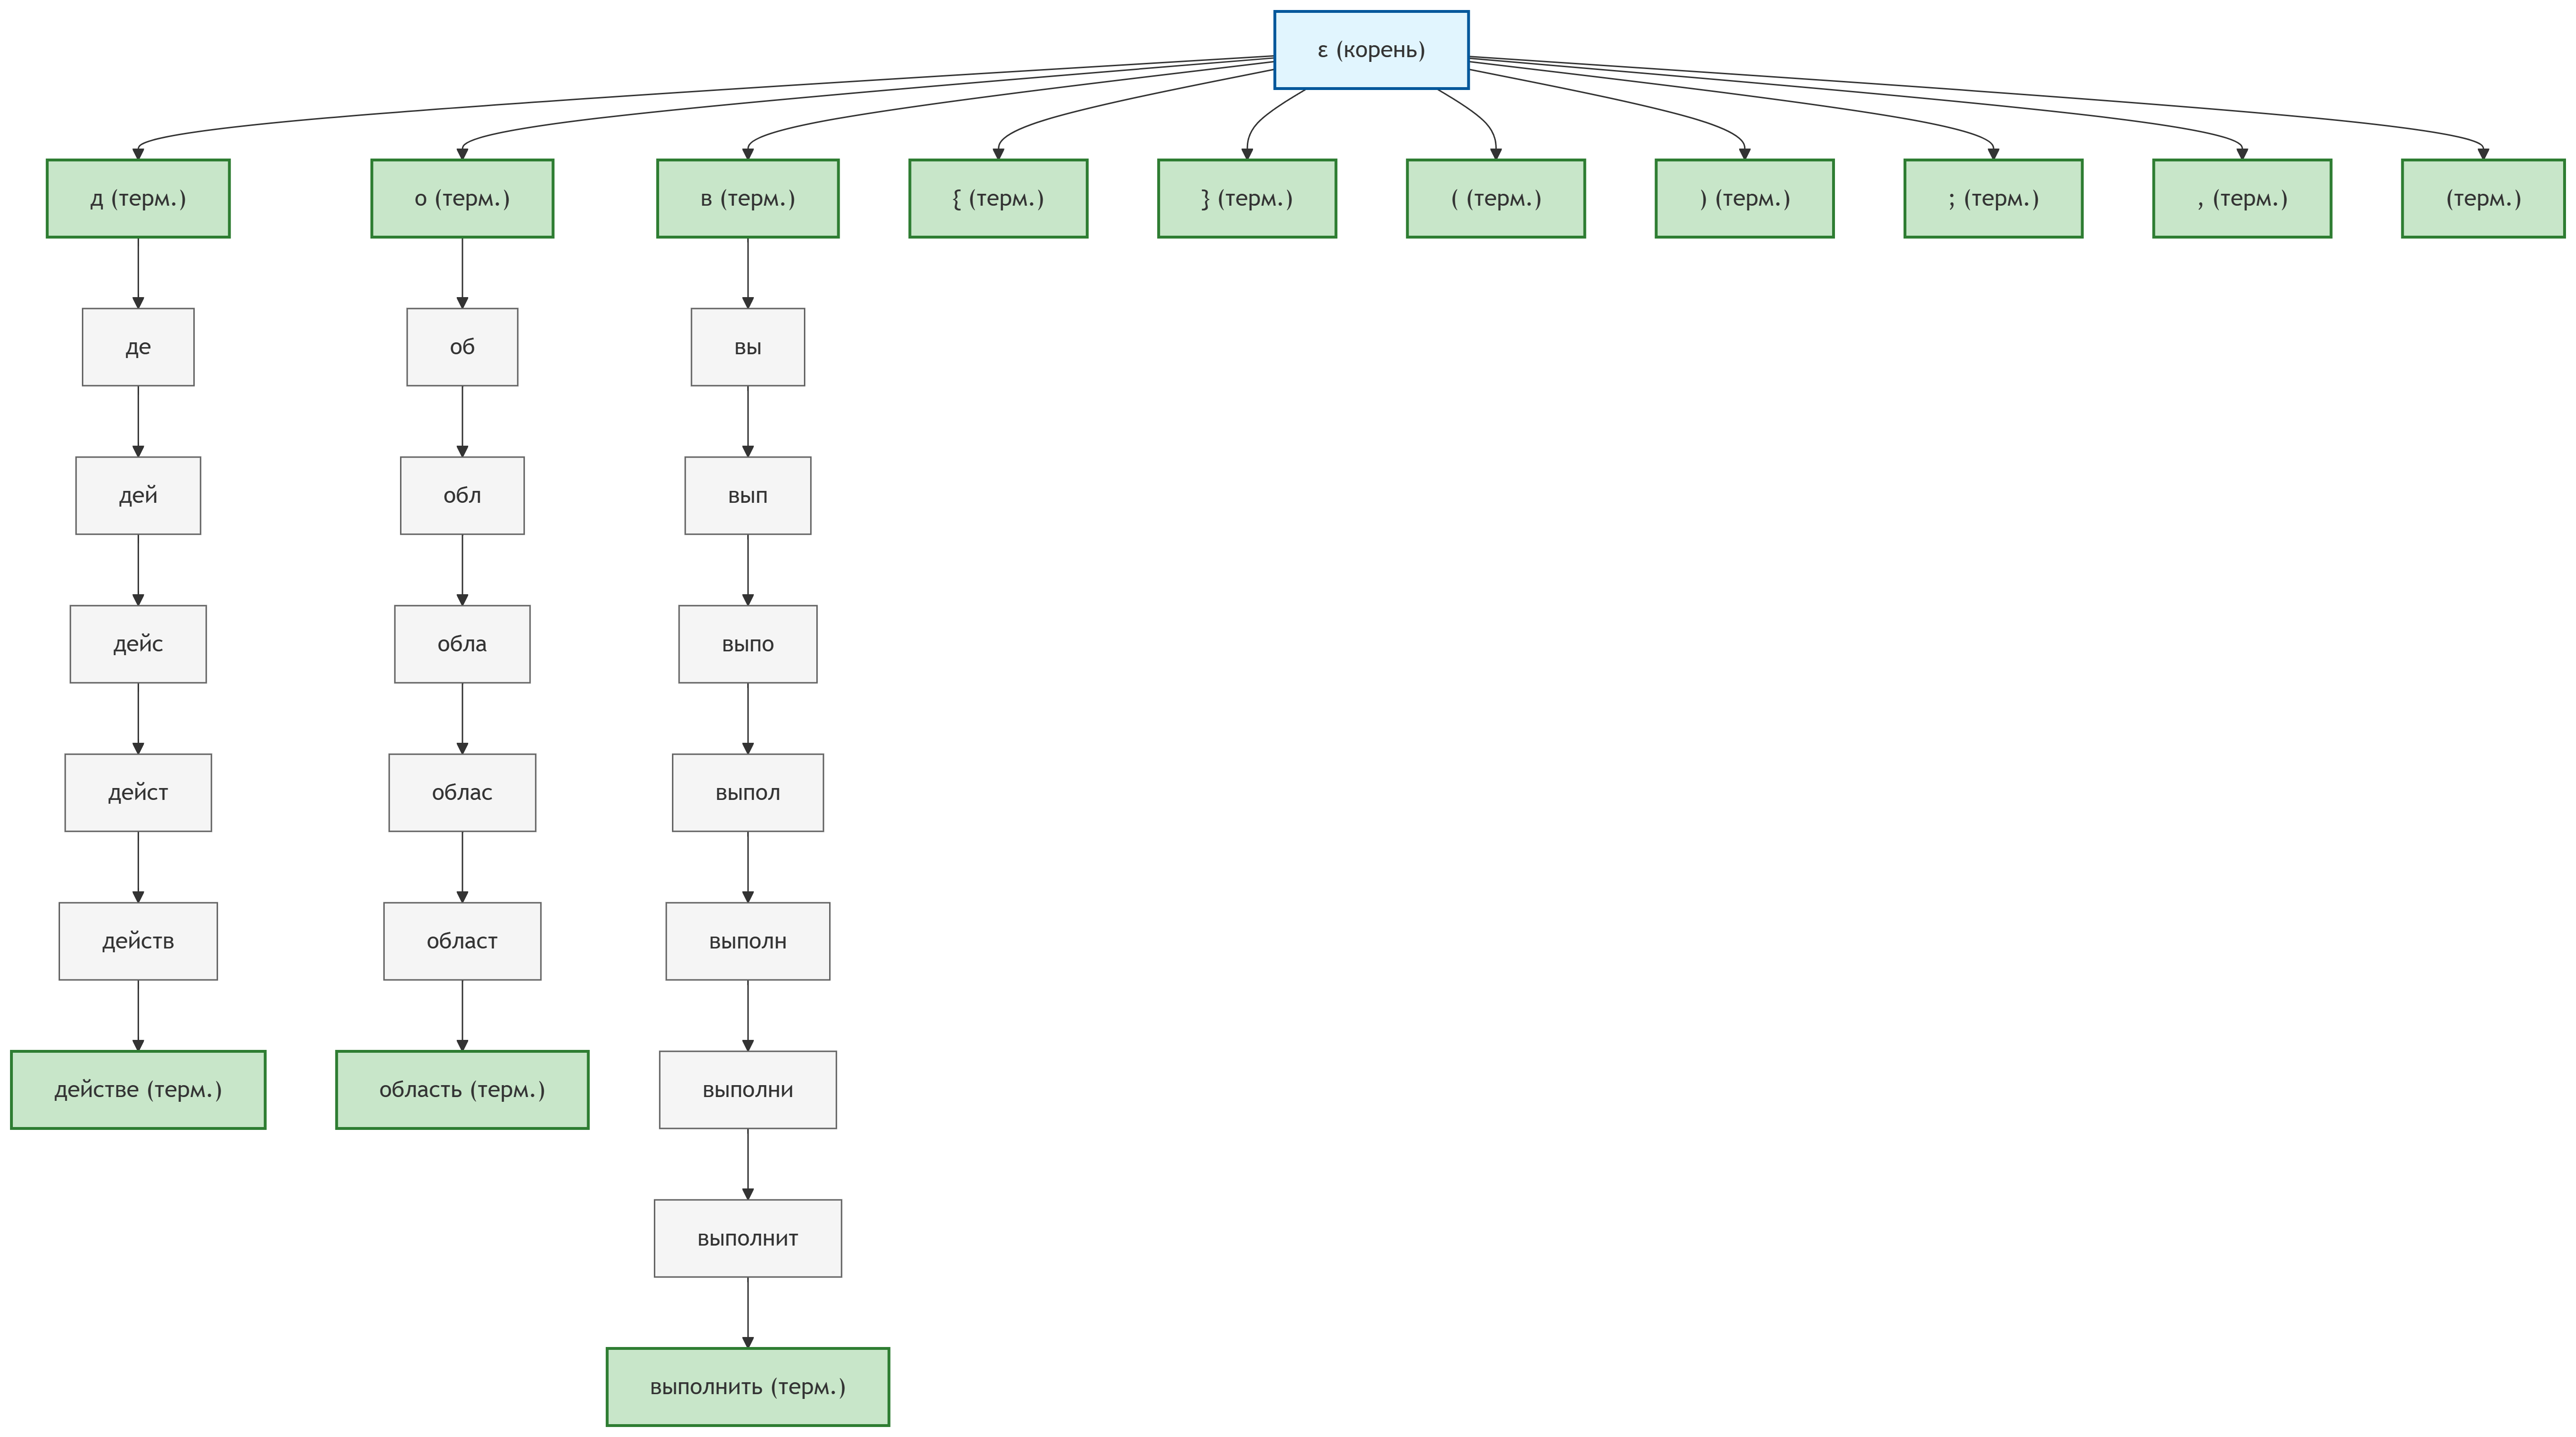 ε (корень)
д (терм.)
о (терм.)
в (терм.)
{ (терм.)
} (терм.)
( (терм.)
) (терм.)
; (терм.)
, (терм.)
(терм.)
де
об
вы
дей
обл
вып
дейс
обла
выпо
дейст
облас
выпол
действ
област
выполн
действе (терм.)
область (терм.)
выполни
выполнит
выполнить (терм.)